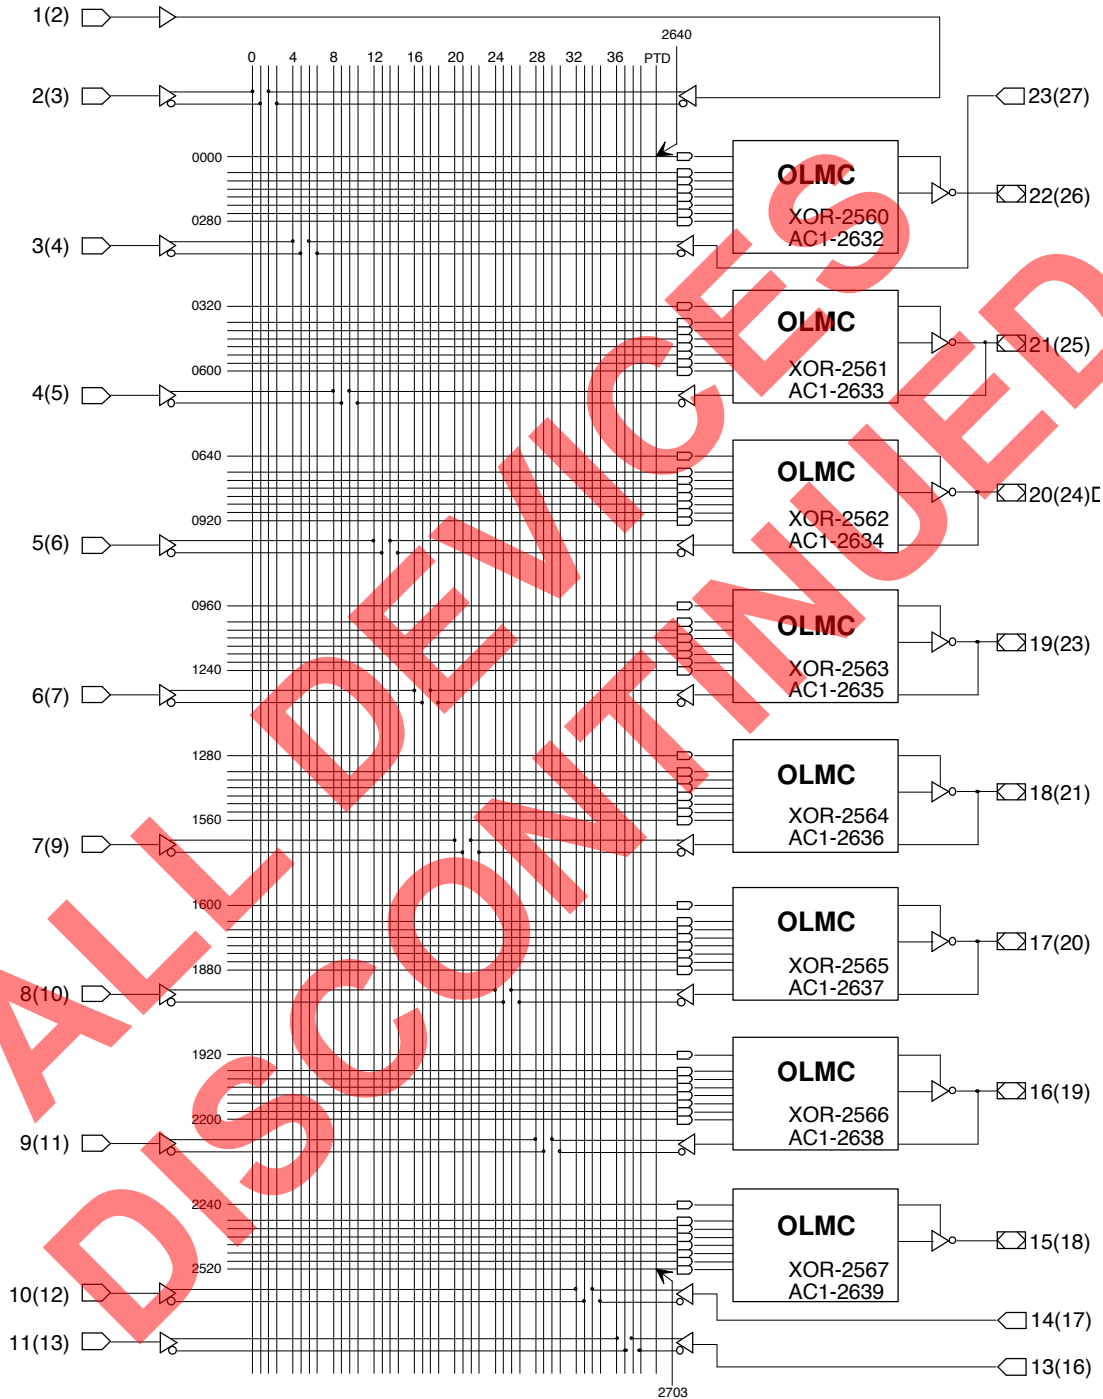 1(2)
2640
0 4 8 12 16 20 24 28 32 36 PTD
2(3)
23(27)
0000
OLMC
XOR-2560
AC1-2632
22(26)
0280
3(4)
0320
OLMC
XOR-2561
AC1-2633
21(25)
0600
4(5)
0640
OLMC
XOR-2562
AC1-2634
20(24)D
0920
5(6)
0960
OLMC
XOR-2563
AC1-2635
19(23)
1240
6(7)
1280
OLMC
XOR-2564
AC1-2636
18(21)
1560
7(9)
1600
OLMC
XOR-2565
AC1-2637
17(20)
1880
8(10)
1920
OLMC
XOR-2566
AC1-2638
16(19)
2200
9(11)
2240
OLMC
XOR-2567
AC1-2639
15(18)
2520
10(12)
14(17)
11(13)
13(16)
2703
ALL DEVICES
DISCONTINUED